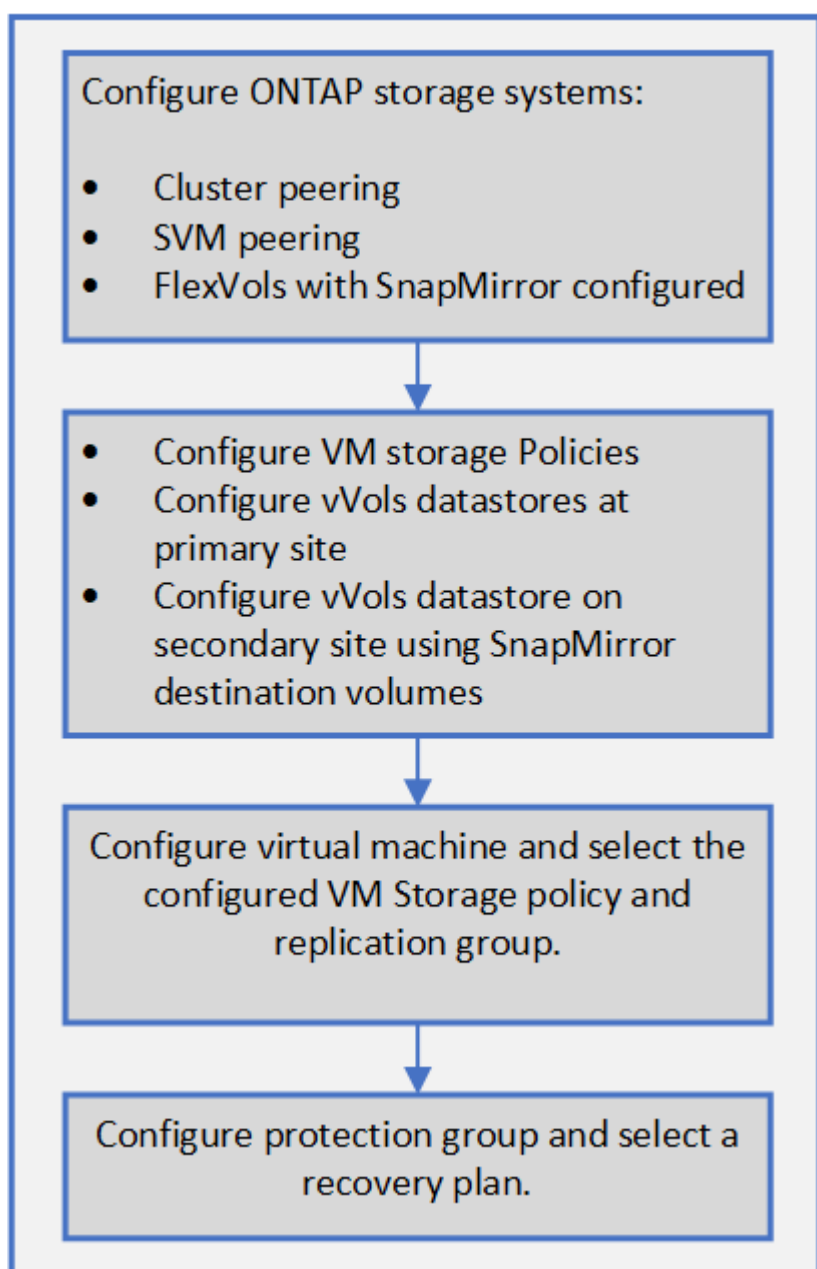 Configure ONTAP storage systems:
• Cluster peering
• SVM peering
• FlexVols with SnapMirror configured
• Configure VM storage Policies
• Configure vVols datastores at
primary site
• Configure vVols datastore on
secondary site using SnapMirror
destination volumes
Configure virtual machine and select the
configured VM Storage policy and
replication group.
Configure protection group and select a
recovery plan.